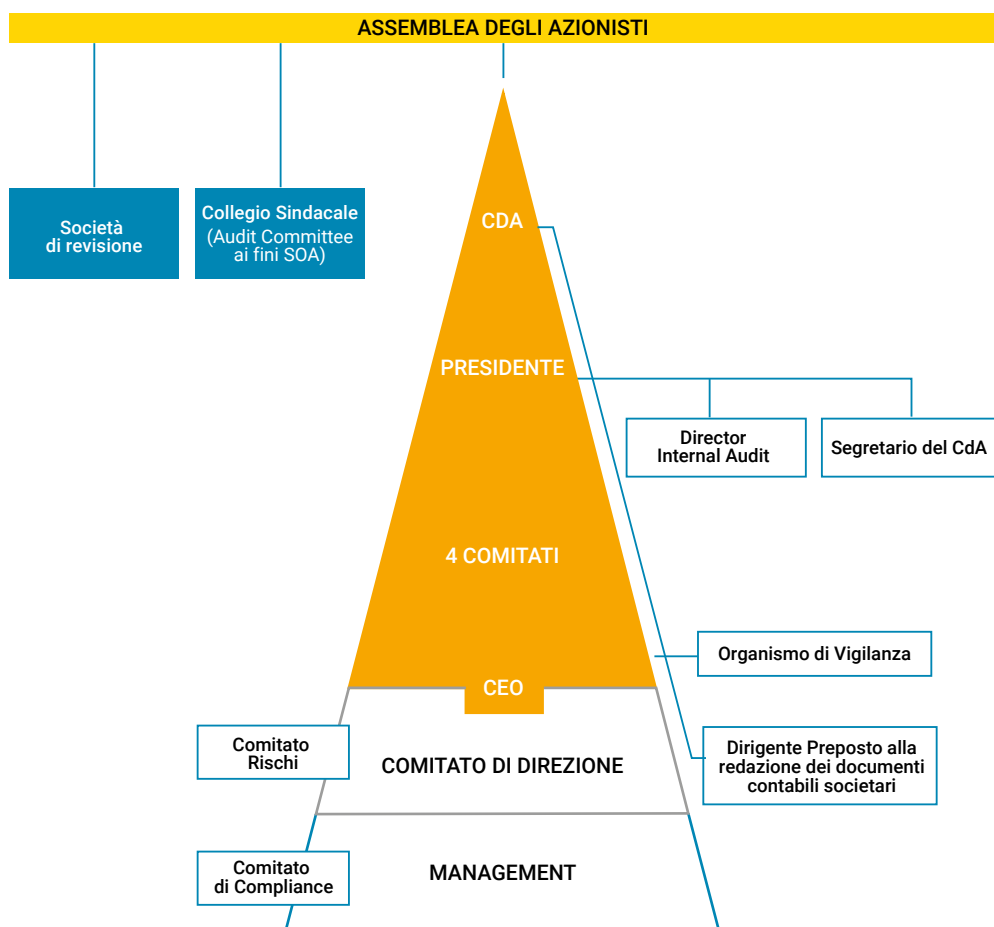 ASSEMBLEA DEGLI AZIONISTI
Società
di revisione
Collegio Sindacale
(Audit Committee
ai fini SOA)
CDA
PRESIDENTE
Director
Internal Audit
Segretario del CdA
4 COMITATI
Organismo di Vigilanza
CEO
Comitato
Rischi
COMITATO DI DIREZIONE
Dirigente Preposto alla
redazione dei documenti
contabili societari
Comitato
di Compliance
MANAGEMENT